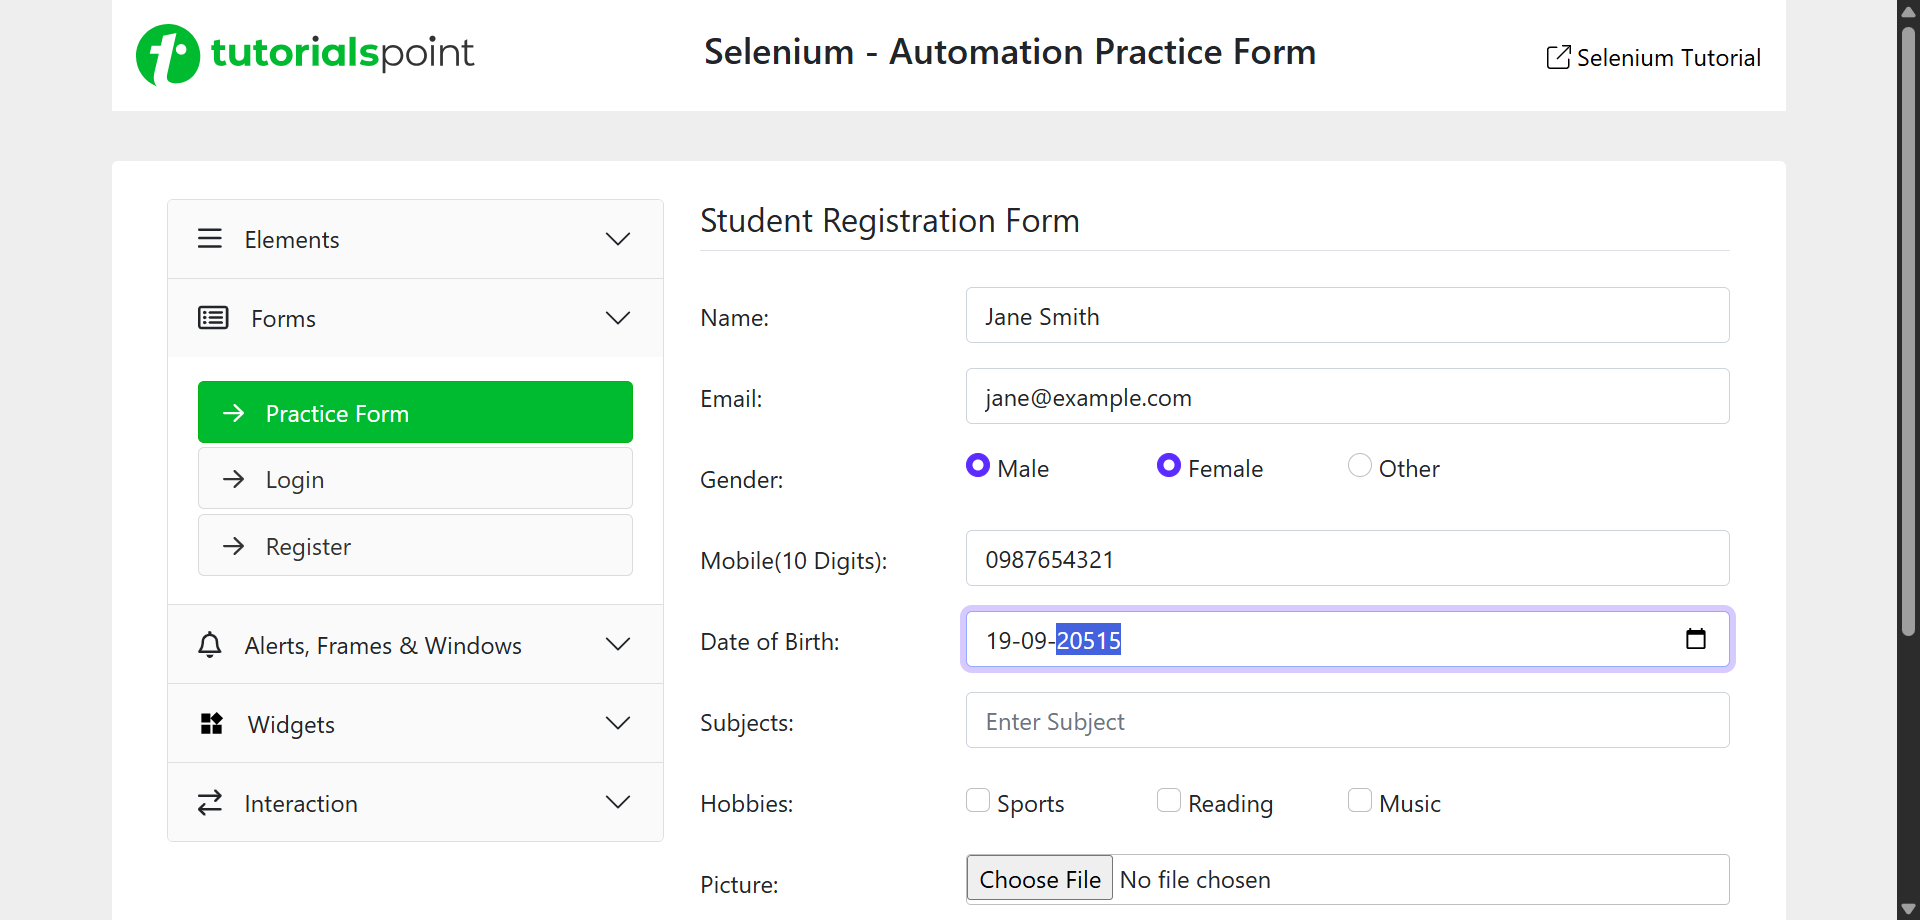 tutorialspoint
Selenium - Automation Practice Form
Selenium Tutorial
Elements
Forms
Practice Form
Login
Register
Alerts, Frames & Windows
Widgets
Interaction
Student Registration Form
Name:
Jane Smith
Email:
jane@example.com
Gender:
Male
Female
Other
Mobile(10 Digits):
0987654321
Date of Birth:
19-09-20515
Subjects:
Enter Subject
Hobbies:
Sports
Reading
Music
Picture:
Choose File
No file chosen